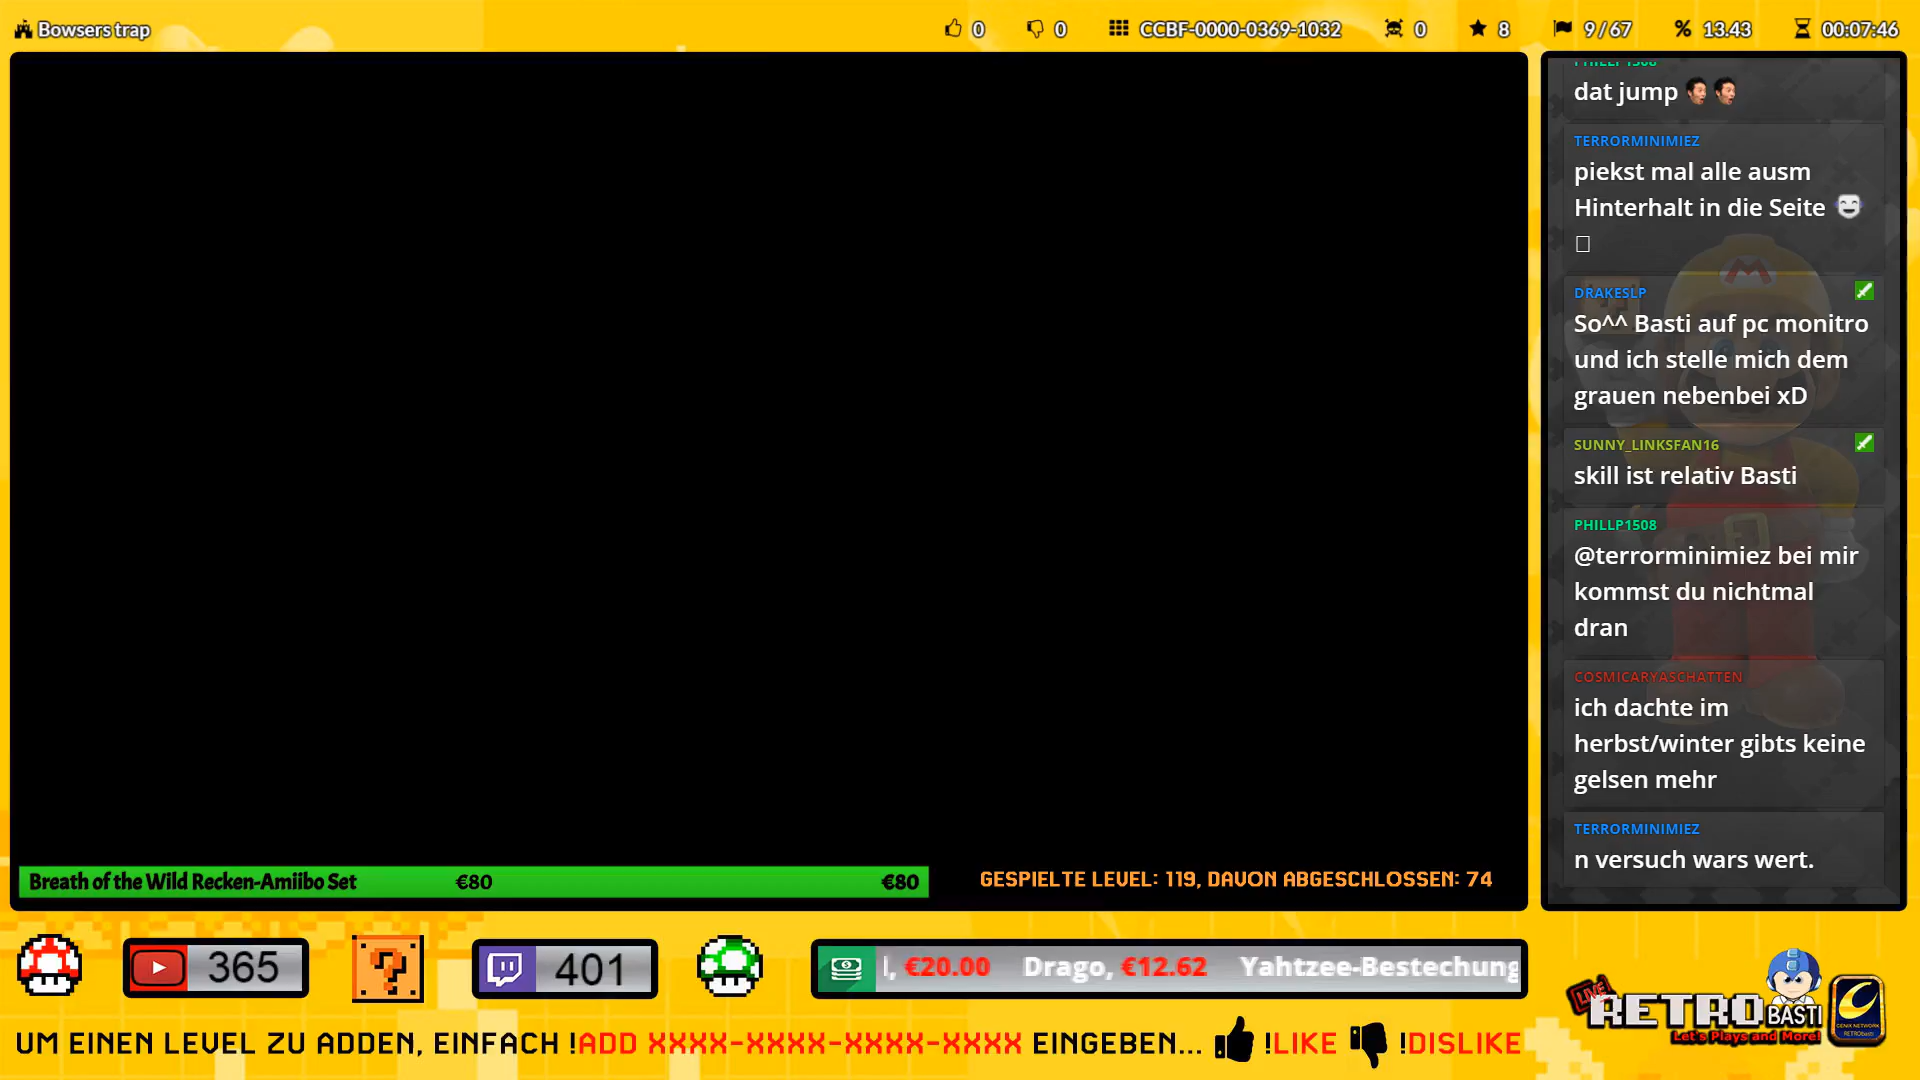 Bowsers trap
0
0
CCBF-0000-0369-1032
0
8
9 / 67
% 13.43
00:07:46
PHILLP1508
dat jump
TERRORMINIMIEZ
piekst mal alle ausm
Hinterhalt in die Seite
DRAKESLP
So^^ Basti auf pc monitro
und ich stelle mich dem
grauen nebenbei xD
SUNNY_LINKSFAN16
skill ist relativ Basti
PHILLP1508
@terrorminimiez bei mir
kommst du nichtmal
dran
COSMICARYASCHATTEN
ich dachte im
herbst/winter gibts keine
gelsen mehr
TERRORMINIMIEZ
n versuch wars wert.
Breath of the Wild Recken-Amiibo Set €80 €80
GESPIELTE LEVEL: 119, DAVON ABGESCHLOSSEN: 74
365
401
, €20.00 Drago, €12.62 Yahtzee-Bestechung
UM EINEN LEVEL ZU ADDEN, EINFACH !ADD XXXX-XXXX-XXXX-XXXX EINGEBEN... !LIKE !DISLIKE
LIVE!
RETRO BASTI
Let's Plays and More!
GENIX NETWORK
RETROBasti